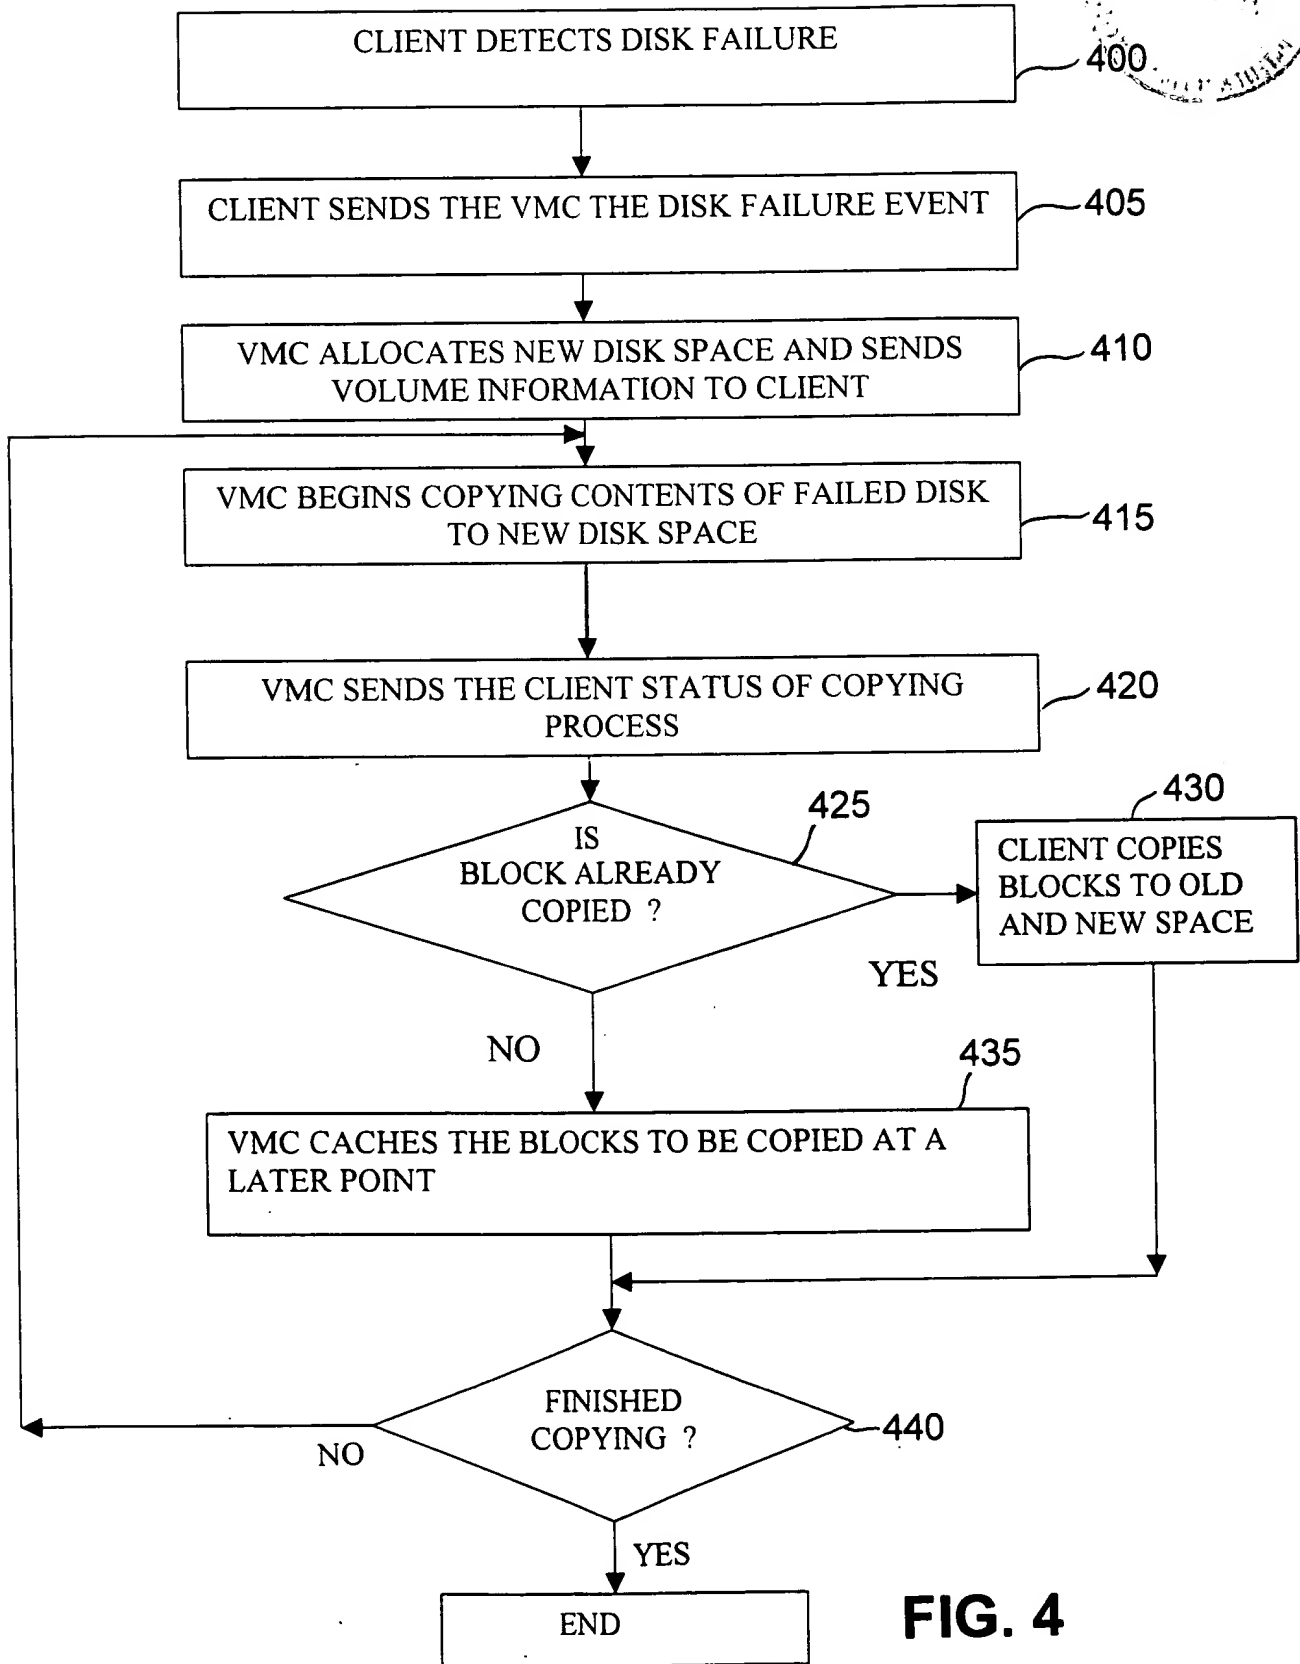 CLIENT DETECTS DISK FAILURE
400
CLIENT SENDS THE VMC THE DISK FAILURE EVENT
405
VMC ALLOCATES NEW DISK SPACE AND SENDS
VOLUME INFORMATION TO CLIENT
410
VMC BEGINS COPYING CONTENTS OF FAILED DISK
TO NEW DISK SPACE
415
VMC SENDS THE CLIENT STATUS OF COPYING
PROCESS
420
IS
BLOCK ALREADY
COPIED ?
425
430
CLIENT COPIES
BLOCKS TO OLD
AND NEW SPACE
YES
NO
435
VMC CACHES THE BLOCKS TO BE COPIED AT A
LATER POINT
FINISHED
COPYING ?
440
NO
YES
END
FIG. 4